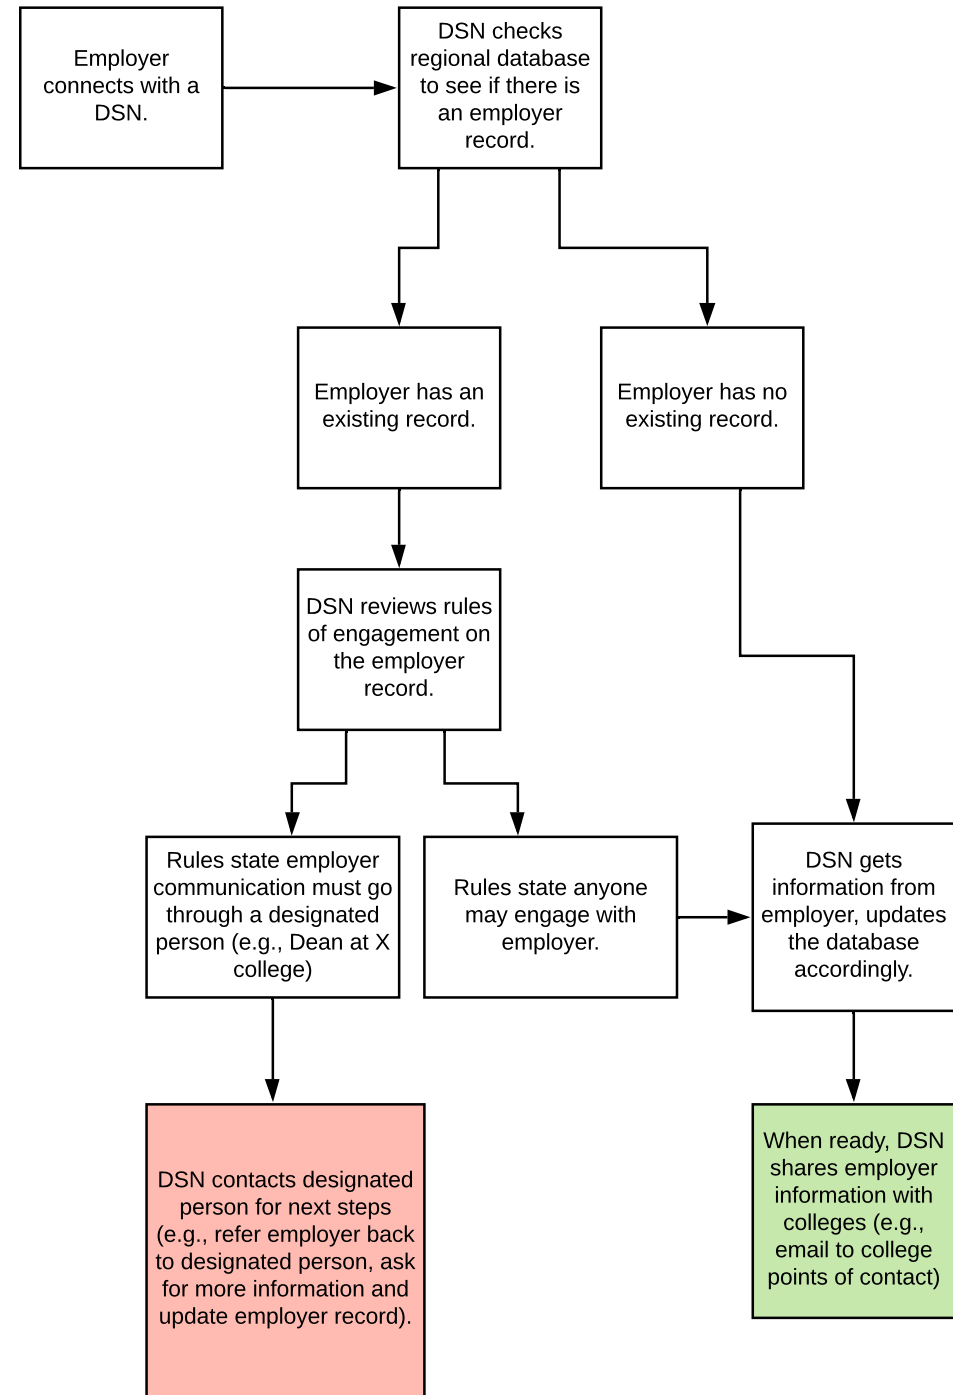 Employer
connects with a
DSN.
DSN checks
regional database
to see if there is
an employer
record.
Employer has an
existing record.
Employer has no
existing record.
DSN reviews rules
of engagement on
the employer
record.
Rules state employer
communication must go
through a designated
person (e.g., Dean at X
college)
Rules state anyone
may engage with
employer.
DSN gets
information from
employer, updates
the database
accordingly.
DSN contacts designated
person for next steps
(e.g., refer employer back
to designated person, ask
for more information and
update employer record).
When ready, DSN
shares employer
information with
colleges (e.g.,
email to college
points of contact)